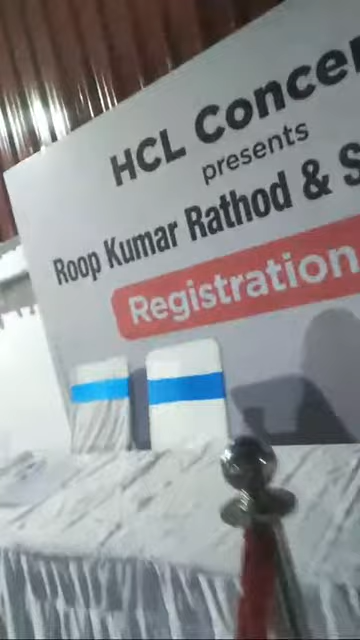 HCL Concer
presents
Roop Kumar Rathod & S
Registration